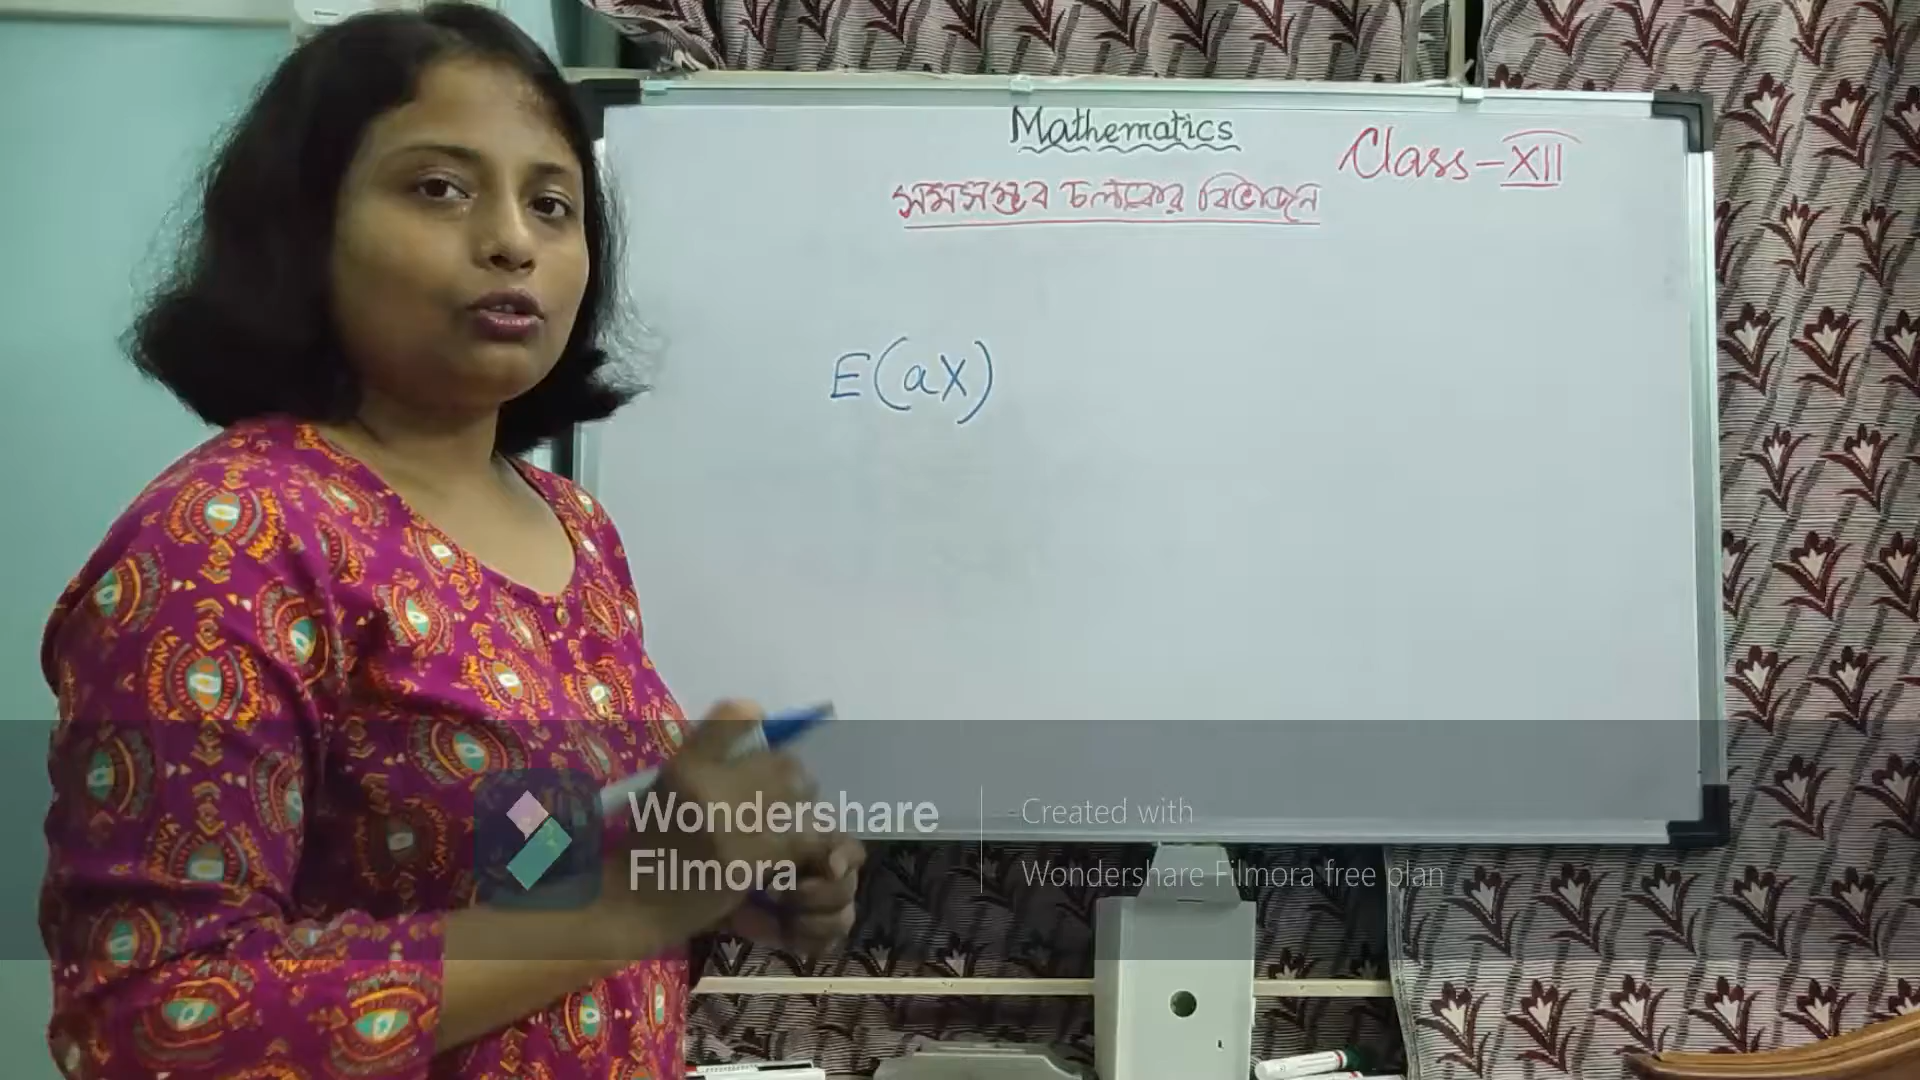 Mathematics
Class-XII
সমসম্ভব চলকের বিভাজন
E(aX)
Wondershare
Filmora
Created with
Wondershare Filmora free plan